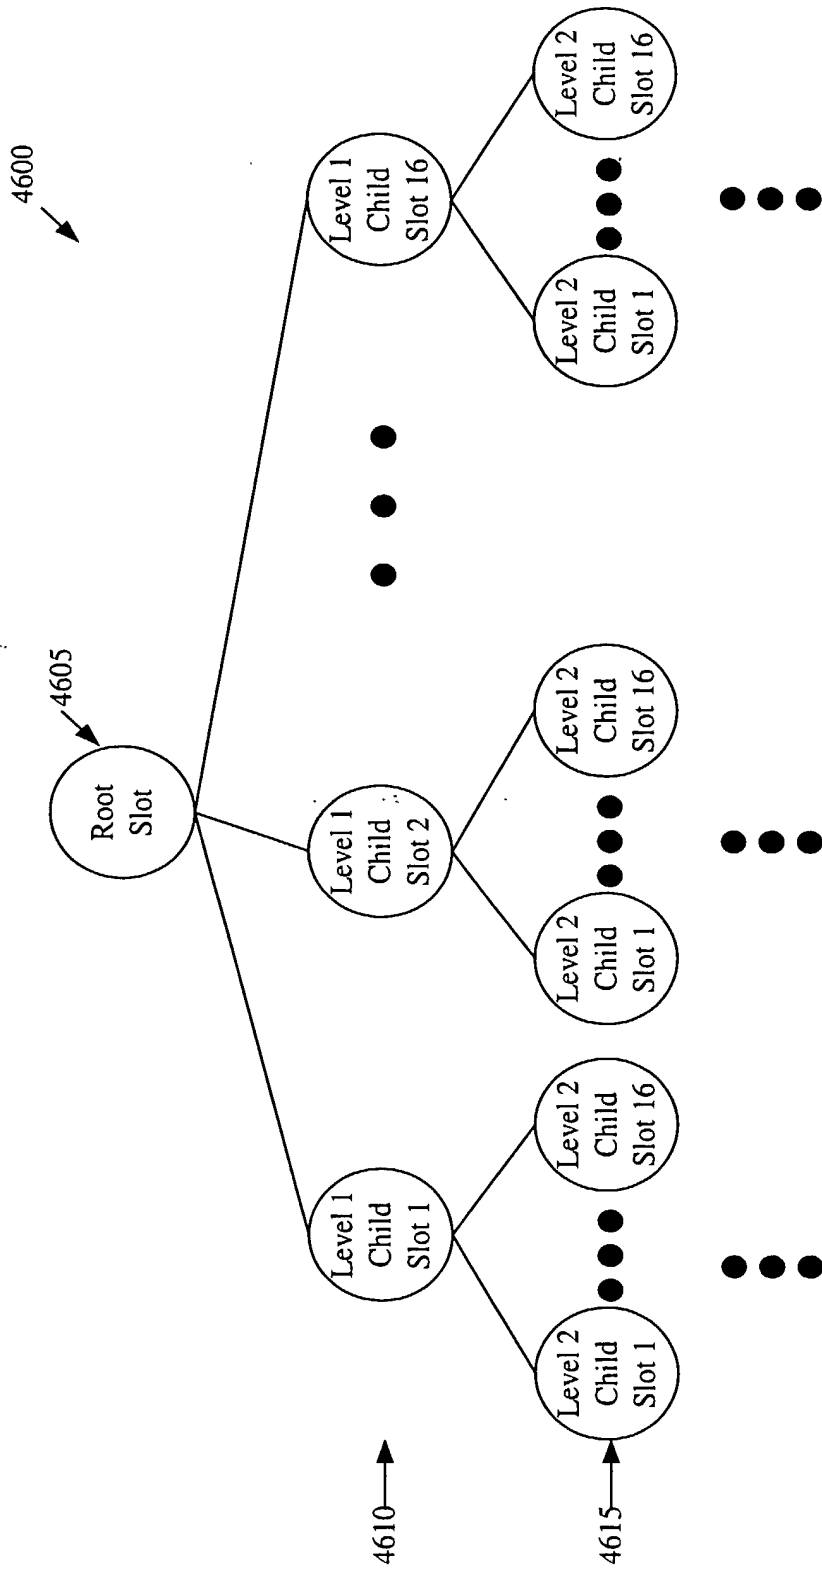 4600
4605
Root
Slot
4610
Level 1
Child
Slot 1
Level 1
Child
Slot 2
Level 1
Child
Slot 16
4615
Level 2
Child
Slot 1
Level 2
Child
Slot 16
Level 2
Child
Slot 1
Level 2
Child
Slot 16
Level 2
Child
Slot 1
Level 2
Child
Slot 16